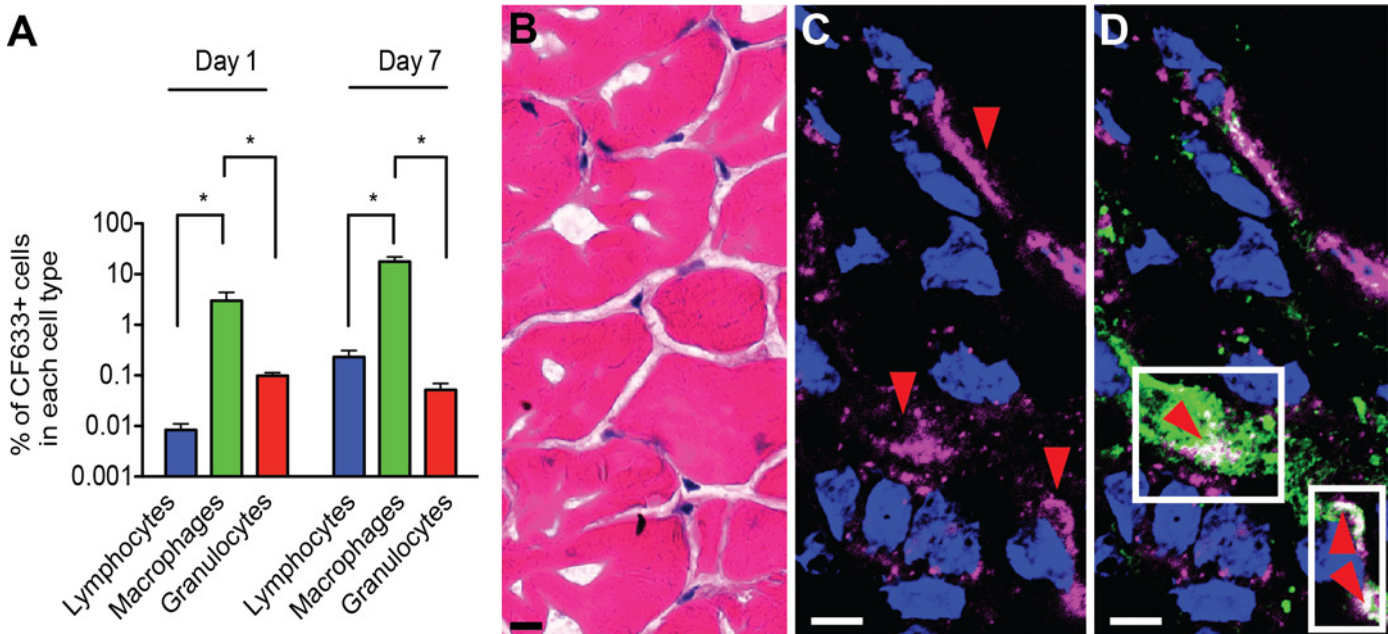 A
Day 1
Day 7
*
*
*
*
% of CF633+ cells
in each cell type
100
10
1
0.1
0.01
0.001
Lymphocytes
Macrophages
Granulocytes
Lymphocytes
Macrophages
Granulocytes
B
C
D